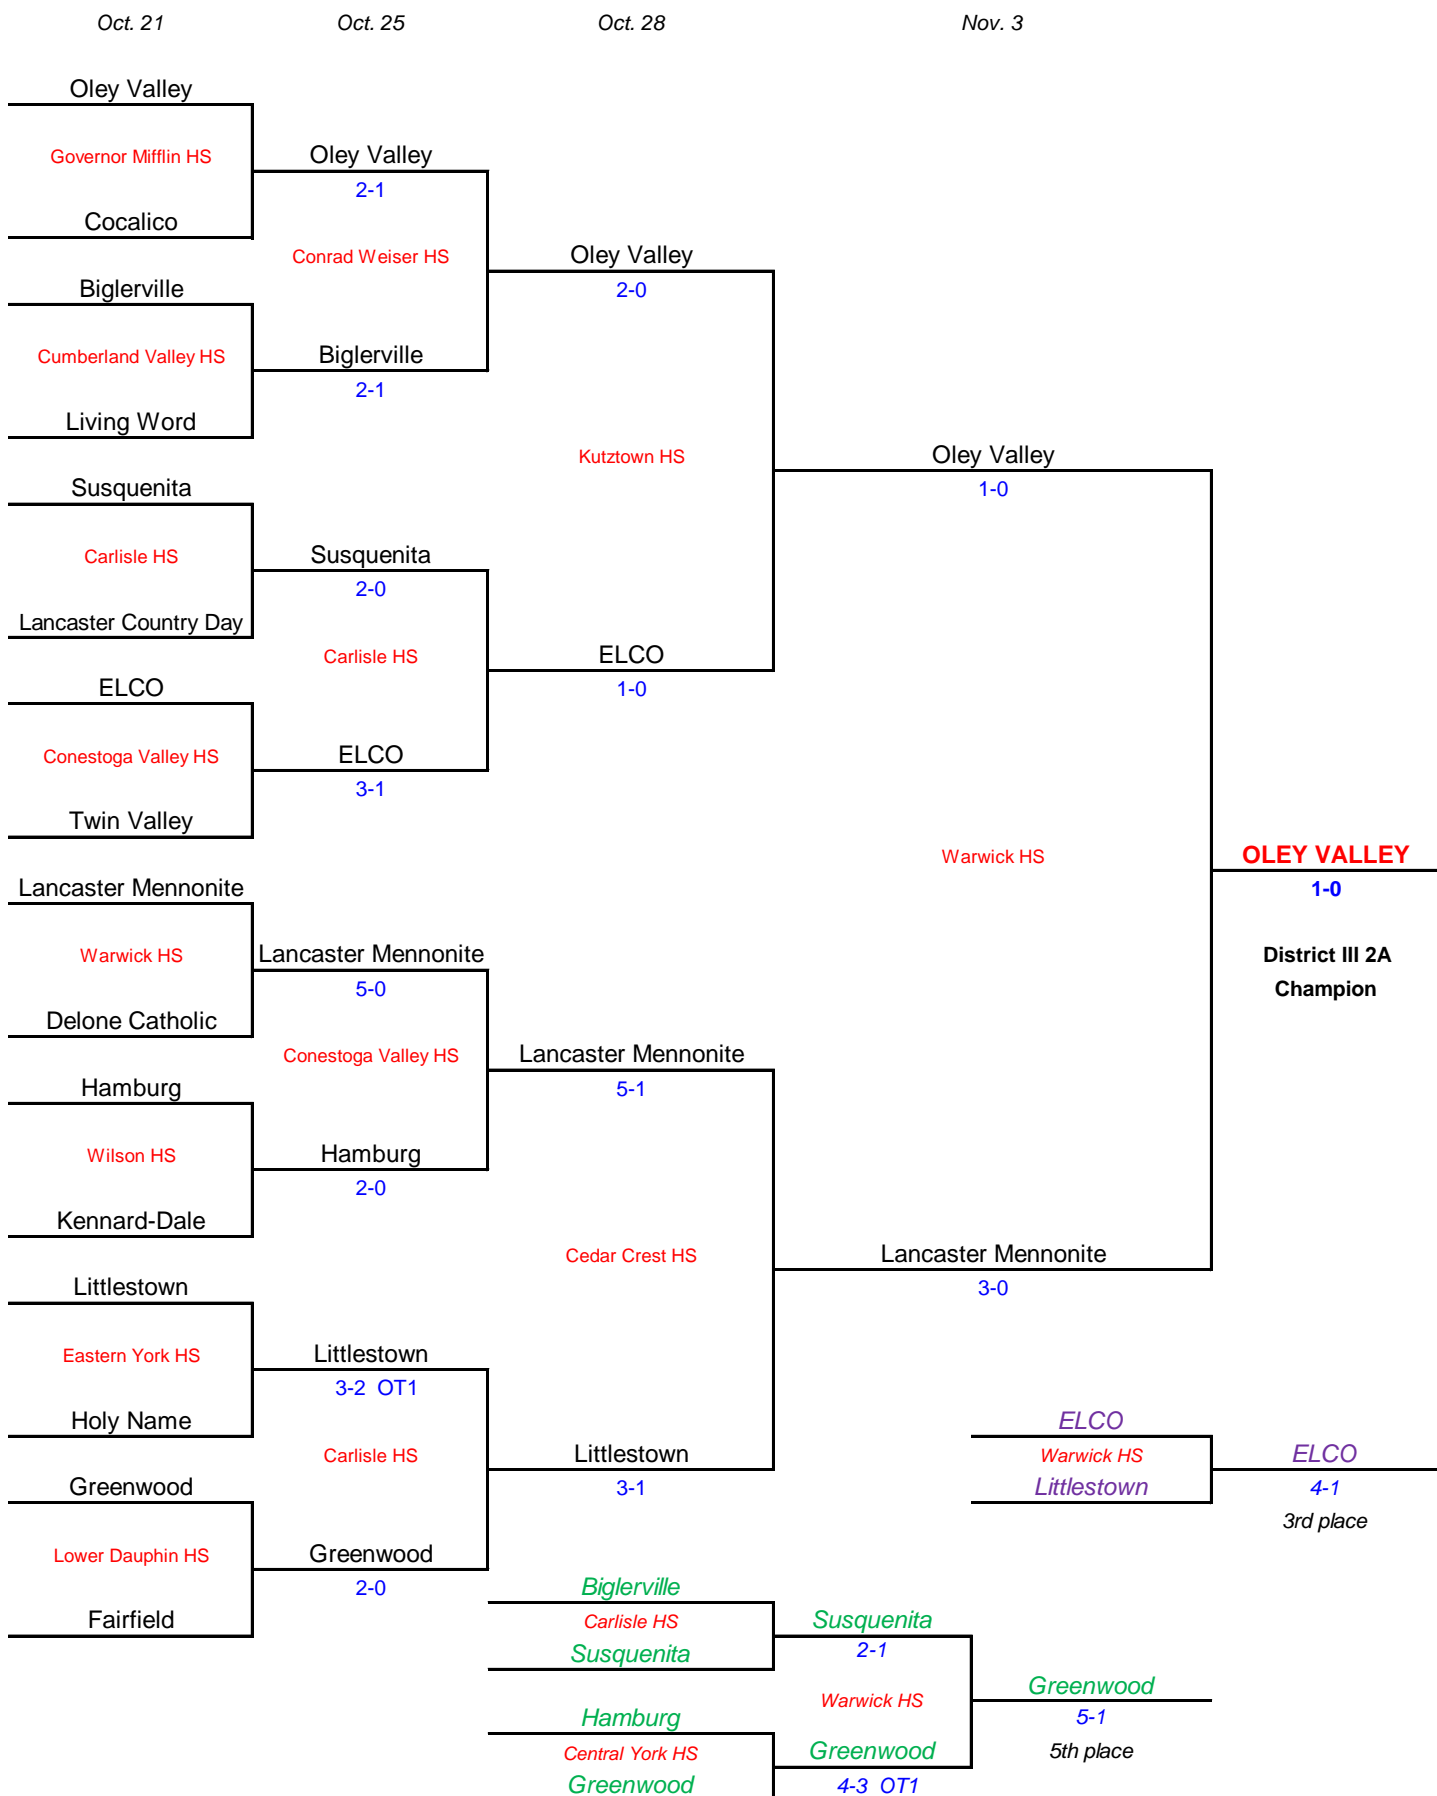 Oct. 21 Oct. 25 Oct. 28 Nov. 3
Oley Valley
Governor Mifflin HS
Oley Valley
2-1
Cocalico
Conrad Weiser HS
Oley Valley
2-0
Biglerville
Cumberland Valley HS
Biglerville
2-1
Living Word
Kutztown HS
Oley Valley
1-0
Susquenita
Carlisle HS
Susquenita
2-0
Lancaster Country Day
Carlisle HS
ELCO
1-0
ELCO
Conestoga Valley HS
ELCO
3-1
Twin Valley
Warwick HS
OLEY VALLEY
1-0
District III 2A
Champion
Lancaster Mennonite
Warwick HS
Lancaster Mennonite
5-0
Delone Catholic
Conestoga Valley HS
Lancaster Mennonite
5-1
Hamburg
Wilson HS
Hamburg
2-0
Kennard-Dale
Cedar Crest HS
Lancaster Mennonite
3-0
Littlestown
Eastern York HS
Littlestown
3-2 OT1
Holy Name
Carlisle HS
Littlestown
3-1
Greenwood
Lower Dauphin HS
Greenwood
2-0
Fairfield
ELCO
Warwick HS
Littlestown
ELCO
4-1
3rd place
Biglerville
Carlisle HS
Susquenita
Susquenita
2-1
Warwick HS
Greenwood
5-1
5th place
Hamburg
Central York HS
Greenwood
Greenwood
4-3 OT1